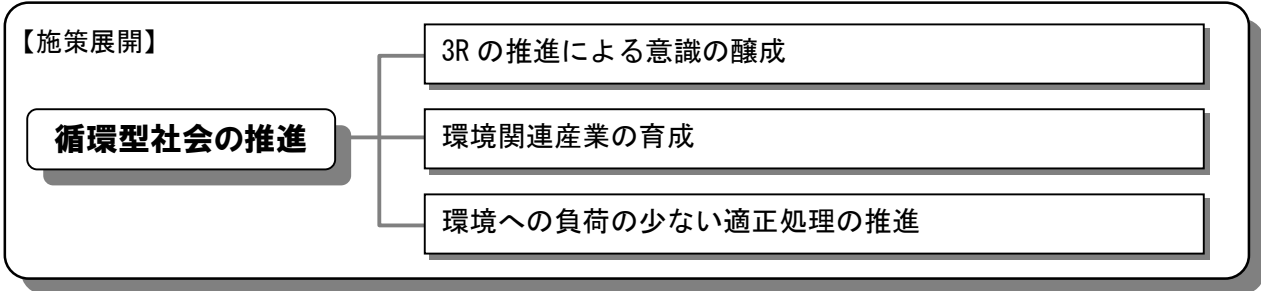 【施策展開】
循環型社会の推進
3Rの推進による意識の醸成
環境関連産業の育成
環境への負荷の少ない適正処理の推進